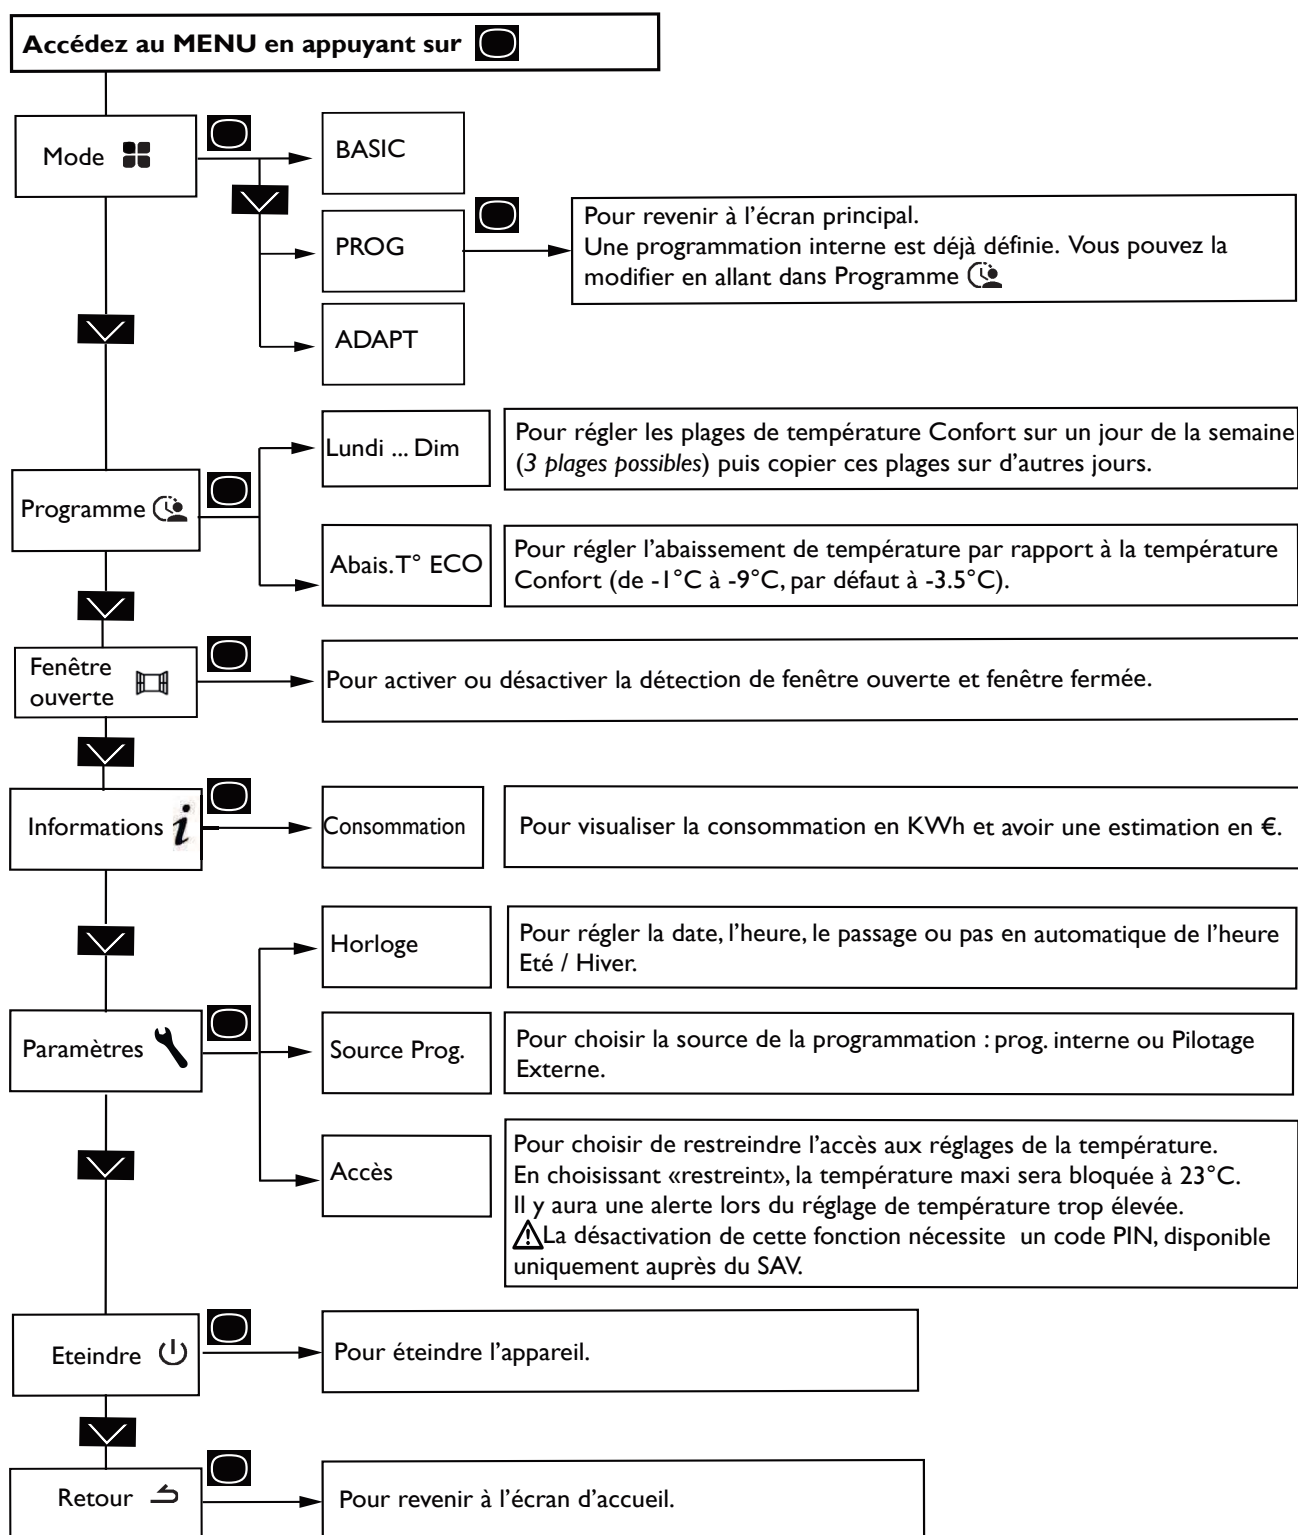 Accédez au MENU en appuyant sur
Mode
BASIC
PROG
Pour revenir à l’écran principal.
Une programmation interne est déjà définie. Vous pouvez la
modifier en allant dans Programme
ADAPT
Programme
Lundi ... Dim
Pour régler les plages de température Confort sur un jour de la semaine
(3 plages possibles) puis copier ces plages sur d'autres jours.
Abais.T° ECO
Pour régler l’abaissement de température par rapport à la température
Confort (de -1°C à -9°C, par défaut à -3.5°C).
Fenêtre
ouverte
Pour activer ou désactiver la détection de fenêtre ouverte et fenêtre fermée.
Informations i
Consommation
Pour visualiser la consommation en KWh et avoir une estimation en €.
Paramètres
Horloge
Pour régler la date, l’heure, le passage ou pas en automatique de l’heure
Eté / Hiver.
Source Prog.
Pour choisir la source de la programmation : prog. interne ou Pilotage
Externe.
Accès
Pour choisir de restreindre l’accès aux réglages de la température.
En choisissant «restreint», la température maxi sera bloquée à 23°C.
Il y aura une alerte lors du réglage de température trop élevée.
La désactivation de cette fonction nécessite un code PIN, disponible
uniquement auprès du SAV.
Eteindre
Pour éteindre l’appareil.
Retour
Pour revenir à l’écran d’accueil.